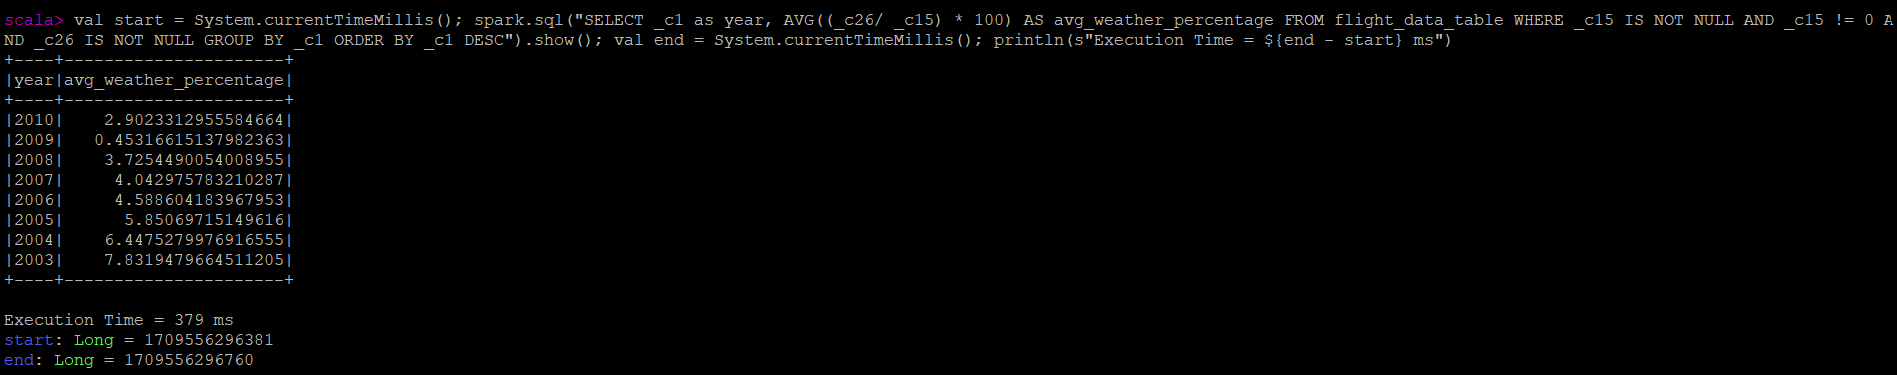 scala> val start = System.currentTimeMillis(); spark.sql("SELECT _c1 as year, AVG((_c26/ _c15) * 100) AS avg_weather_percentage FROM flight_data_table WHERE _c15 IS NOT NULL AND _c15 != 0 A
ND _c26 IS NOT NULL GROUP BY _c1 ORDER BY _c1 DESC").show(); val end = System.currentTimeMillis(); println(s"Execution Time = ${end - start} ms")
+----+----------------------+
|year|avg_weather_percentage|
+----+----------------------+
|2010|    2.9023312955584664|
|2009|   0.45316615137982363|
|2008|    3.7254490054008955|
|2007|     4.042975783210287|
|2006|     4.588604183967953|
|2005|      5.85069715149616|
|2004|    6.4475279976916555|
|2003|    7.8319479664511205|
+----+----------------------+
Execution Time = 379 ms
start: Long = 1709556296381
end: Long = 1709556296760